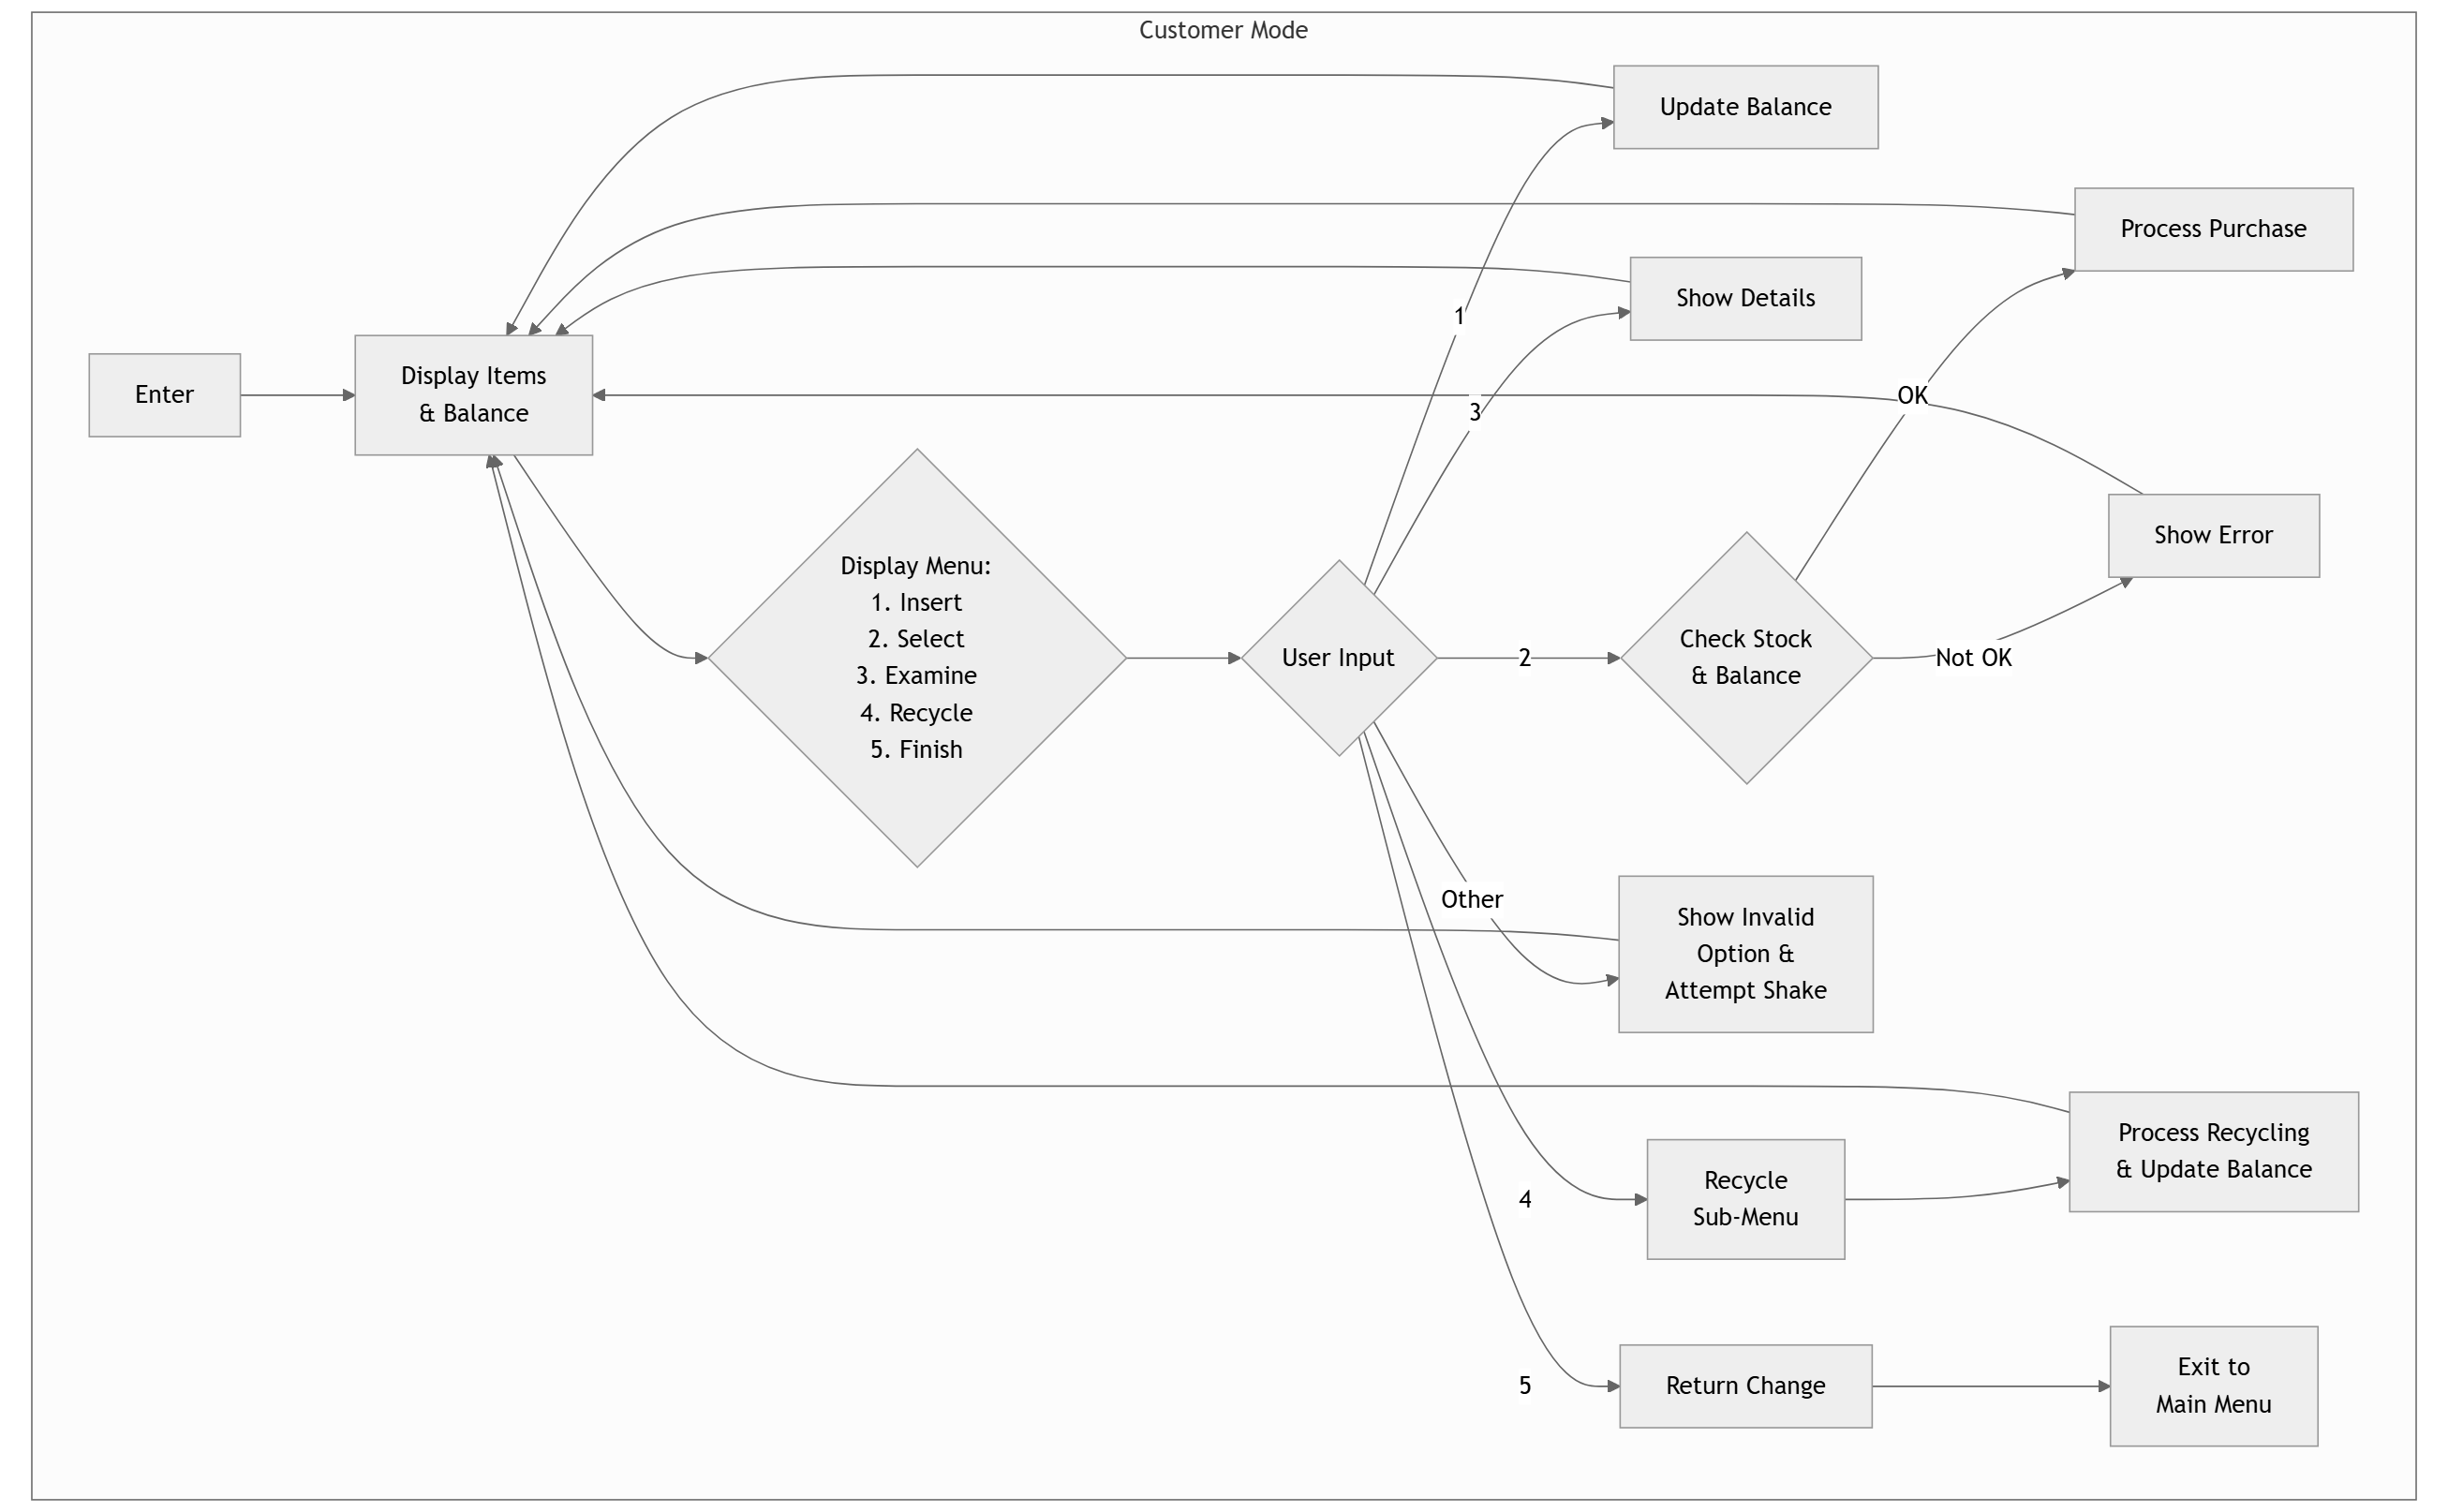 Customer Mode
Update Balance
Process Purchase
Show Details
1
Enter
Display Items
& Balance
OK
3
Show Error
Display Menu:
1. Insert
2. Select
3. Examine
4. Recycle
5. Finish
User Input
2
Check Stock
& Balance
Not OK
Other
Show Invalid
Option &
Attempt Shake
Process Recycling
& Update Balance
4
Recycle
Sub-Menu
5
Return Change
Exit to
Main Menu